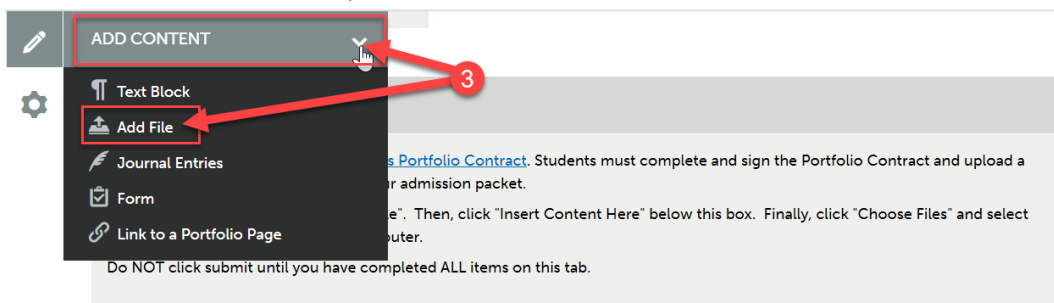 ADD CONTENT
3
Text Block
Add File
Journal Entries
Form
Link to a Portfolio Page
s Portfolio Contract. Students must complete and sign the Portfolio Contract and upload a
r admission packet.
le". Then, click "Insert Content Here" below this box. Finally, click "Choose Files" and select
uter.
Do NOT click submit until you have completed ALL items on this tab.